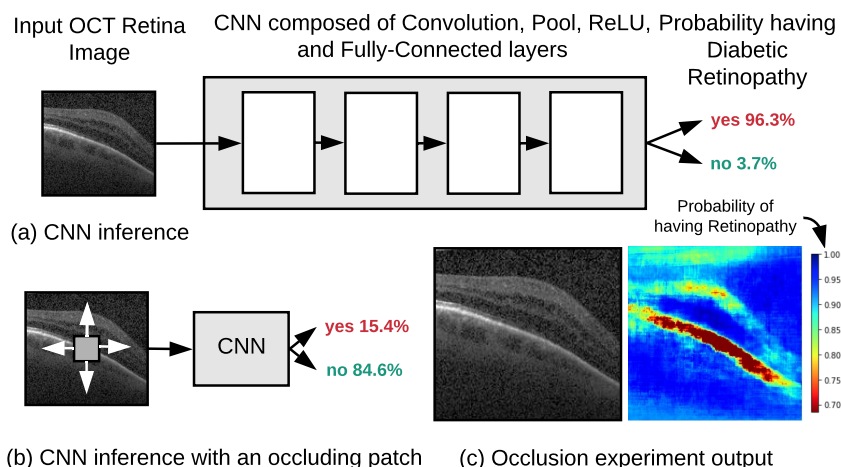 Input OCT Retina
Image
CNN composed of Convolution, Pool, ReLU,
and Fully-Connected layers
Probability having
Diabetic
Retinopathy
yes 96.3%
no 3.7%
(a) CNN inference
Probability of
having Retinopathy
CNN
yes 15.4%
no 84.6%
1.00
0.95
0.90
0.85
0.80
0.75
0.70
(b) CNN inference with an occluding patch
(c) Occlusion experiment output